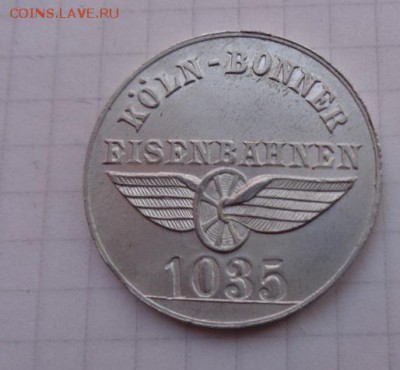 COINS.LAVE.RU
KÖLN-BONNER
EISENBAHNEN
1035